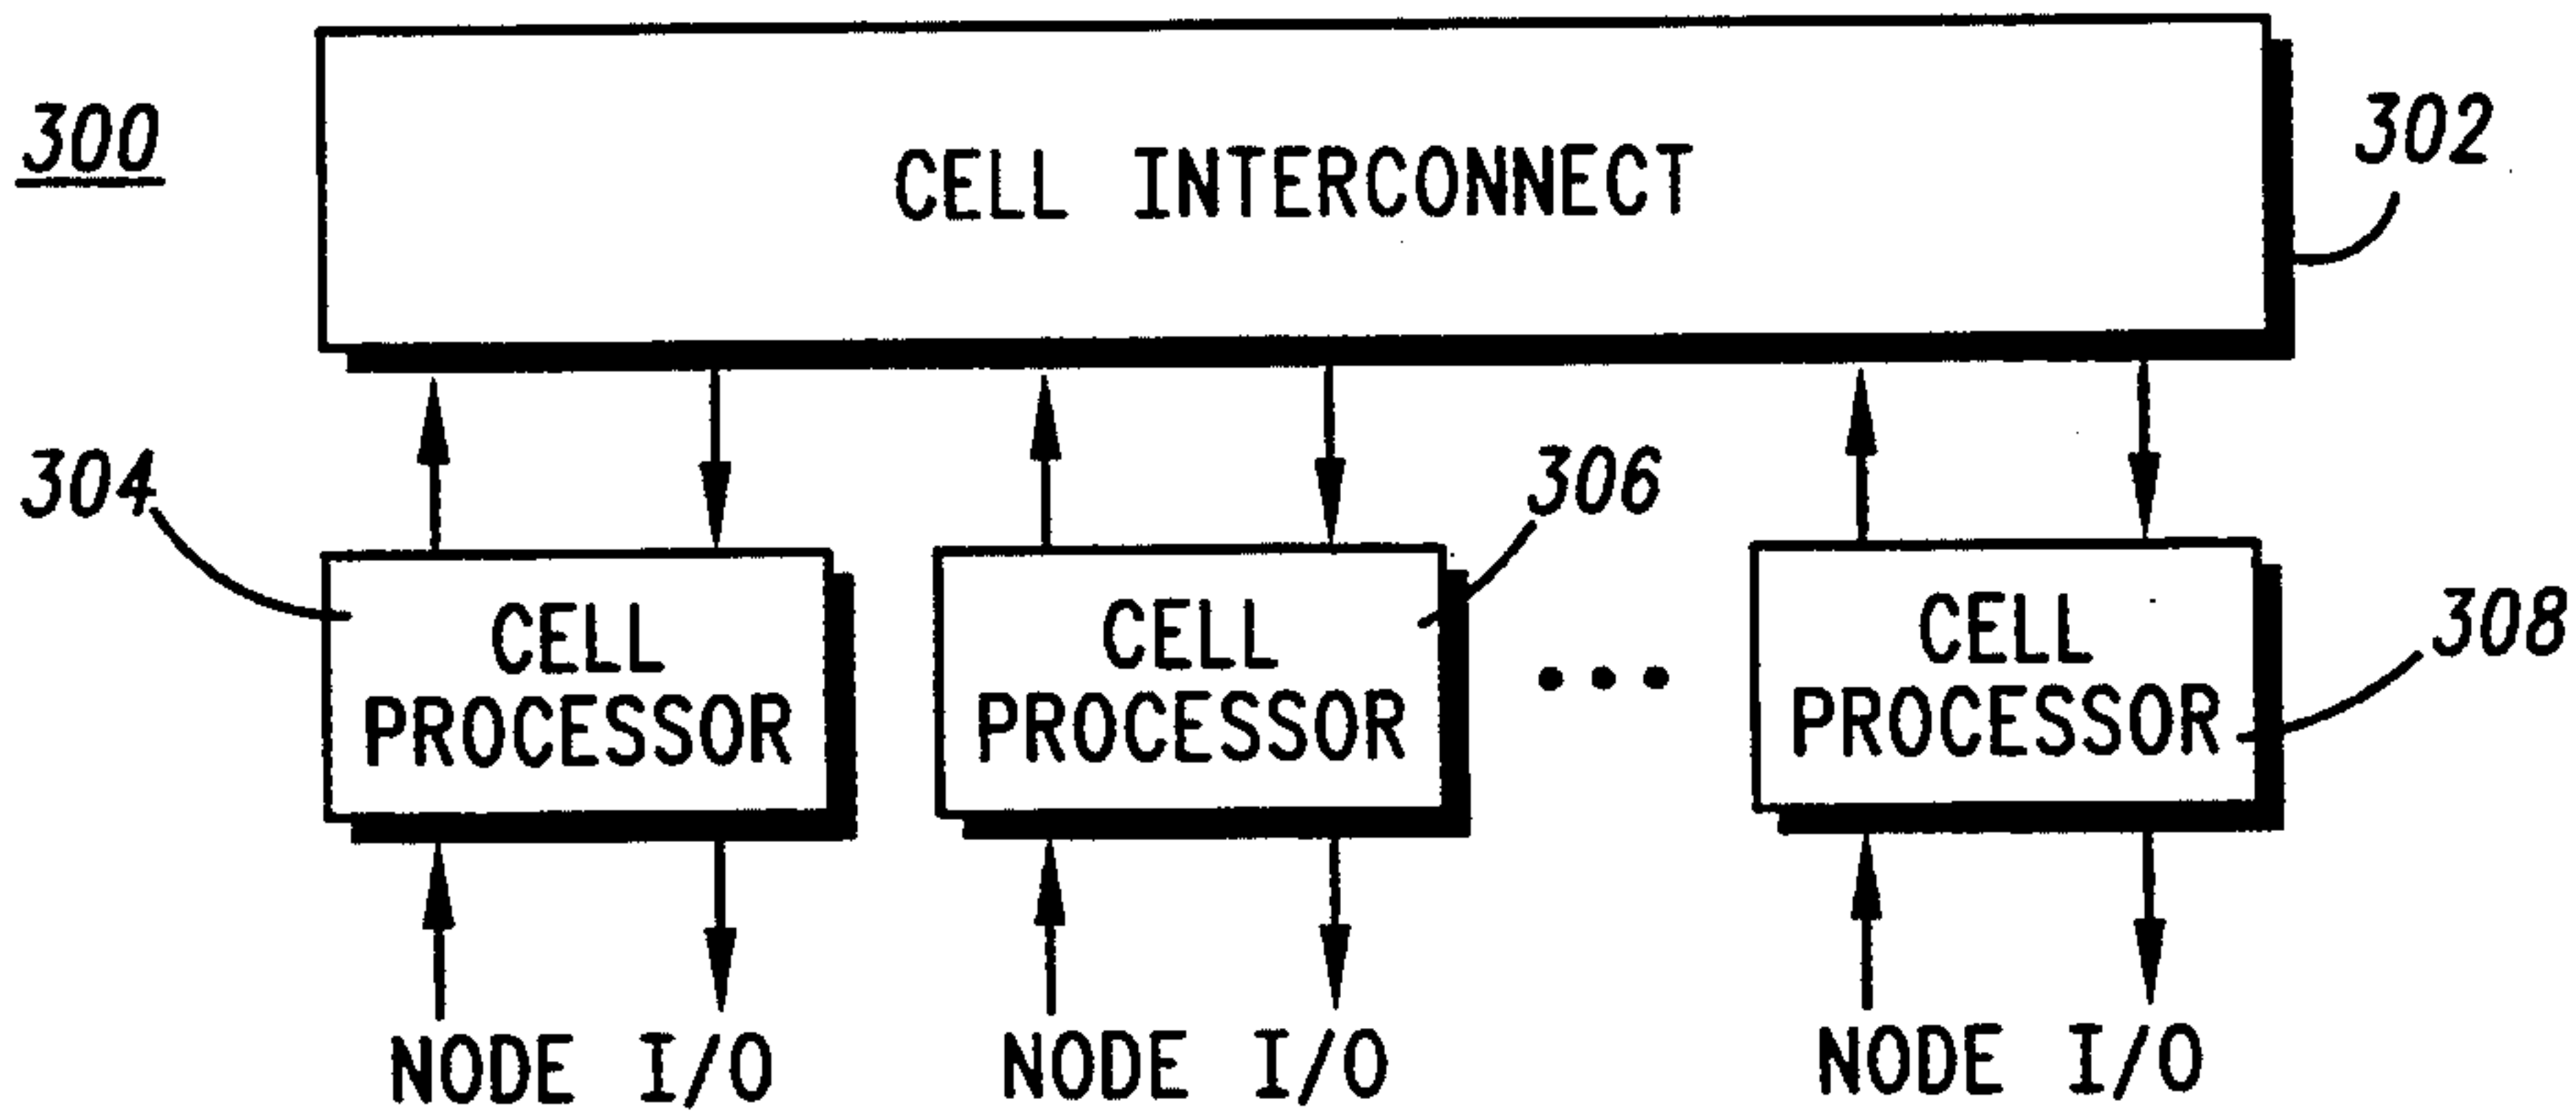 300
CELL INTERCONNECT
302
304
306
308
CELL
PROCESSOR
CELL
PROCESSOR
CELL
PROCESSOR
NODE I/O
NODE I/O
NODE I/O